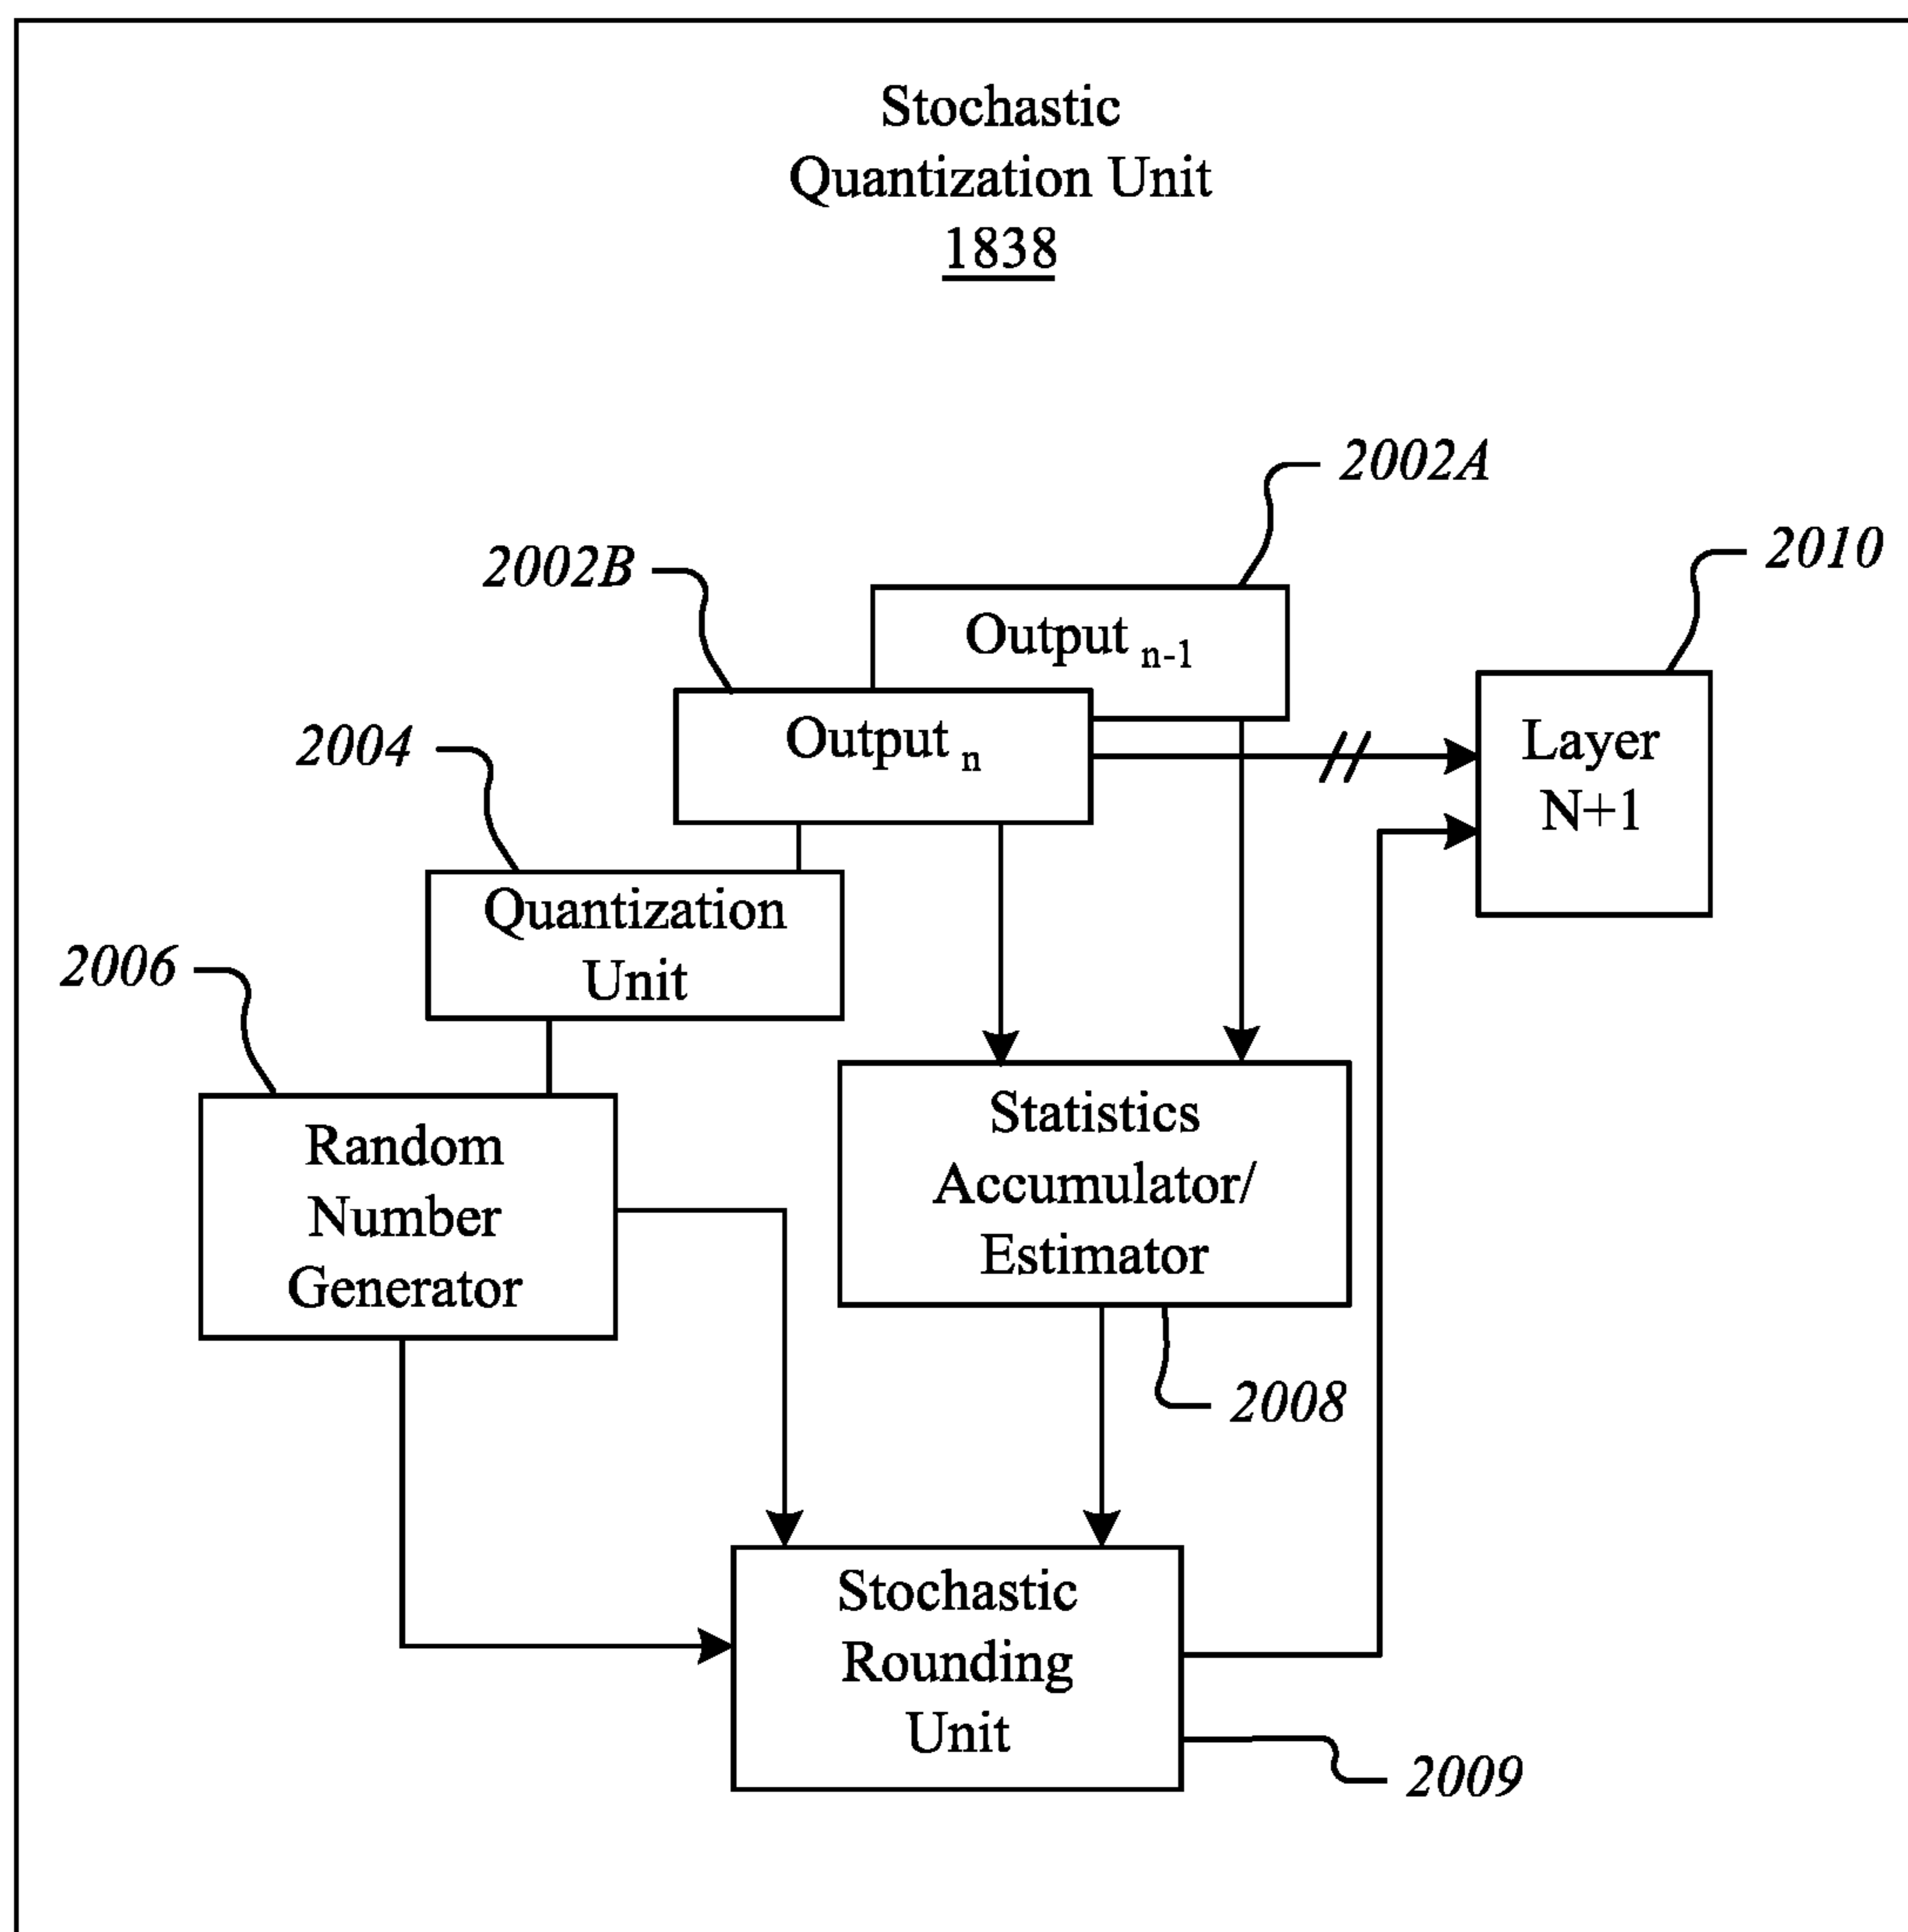 Stochastic
Quantization Unit
1838
2002A
2010
2002B
Output n-1
Output n
Layer
N+1
2004
Quantization
Unit
2006
Random
Number
Generator
Statistics
Accumulator/
Estimator
2008
Stochastic
Rounding
Unit
2009